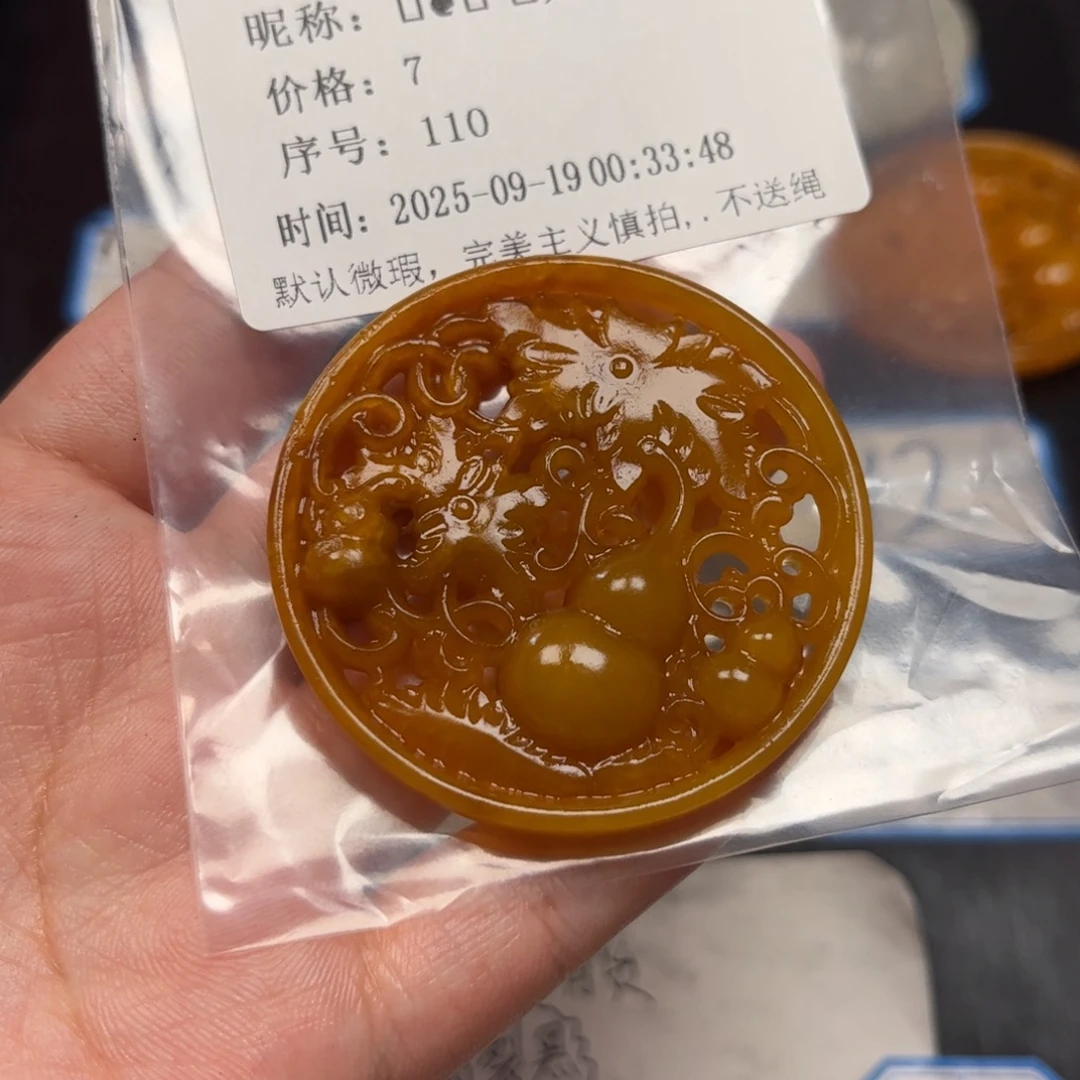 昵称：
价格：7
序号：110
时间：2025-09-19 00:33:48
默认微瑕，完美主义慎拍，.不送绳